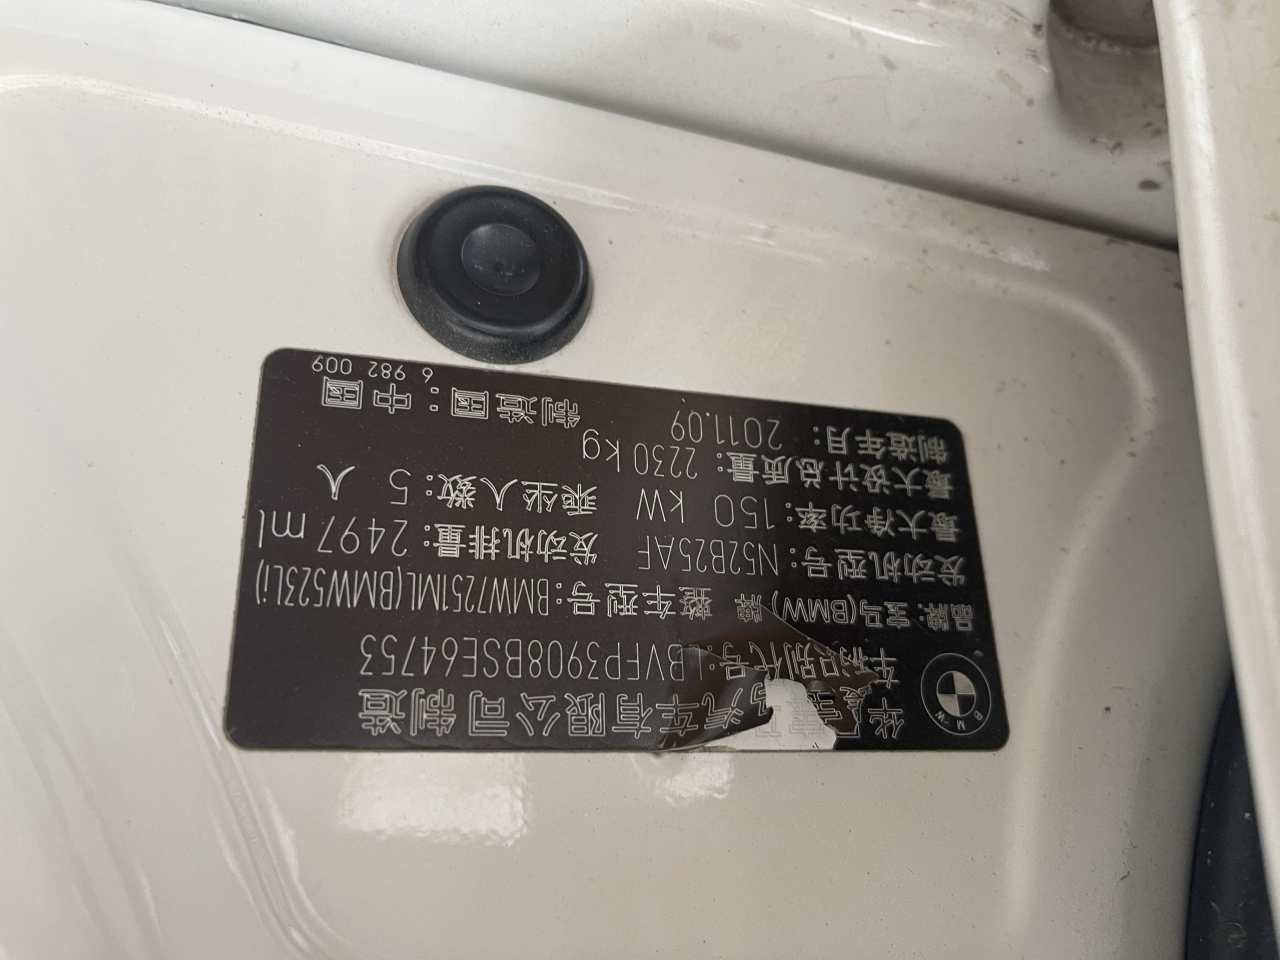 华晨宝马汽车有限公司制造
车辆识别代号:LBVFP3908BSE64753
品牌:宝马(BMW)牌 整车型号:BMW7251ML(BMW523Li)
发动机型号:N52B25AF 发动机排量:2497 ml
最大净功率:150 kW 乘坐人数:5 人
最大设计总质量:2230 kg
制造年月:2011.09 制造国:中国
6 982 009
BMW